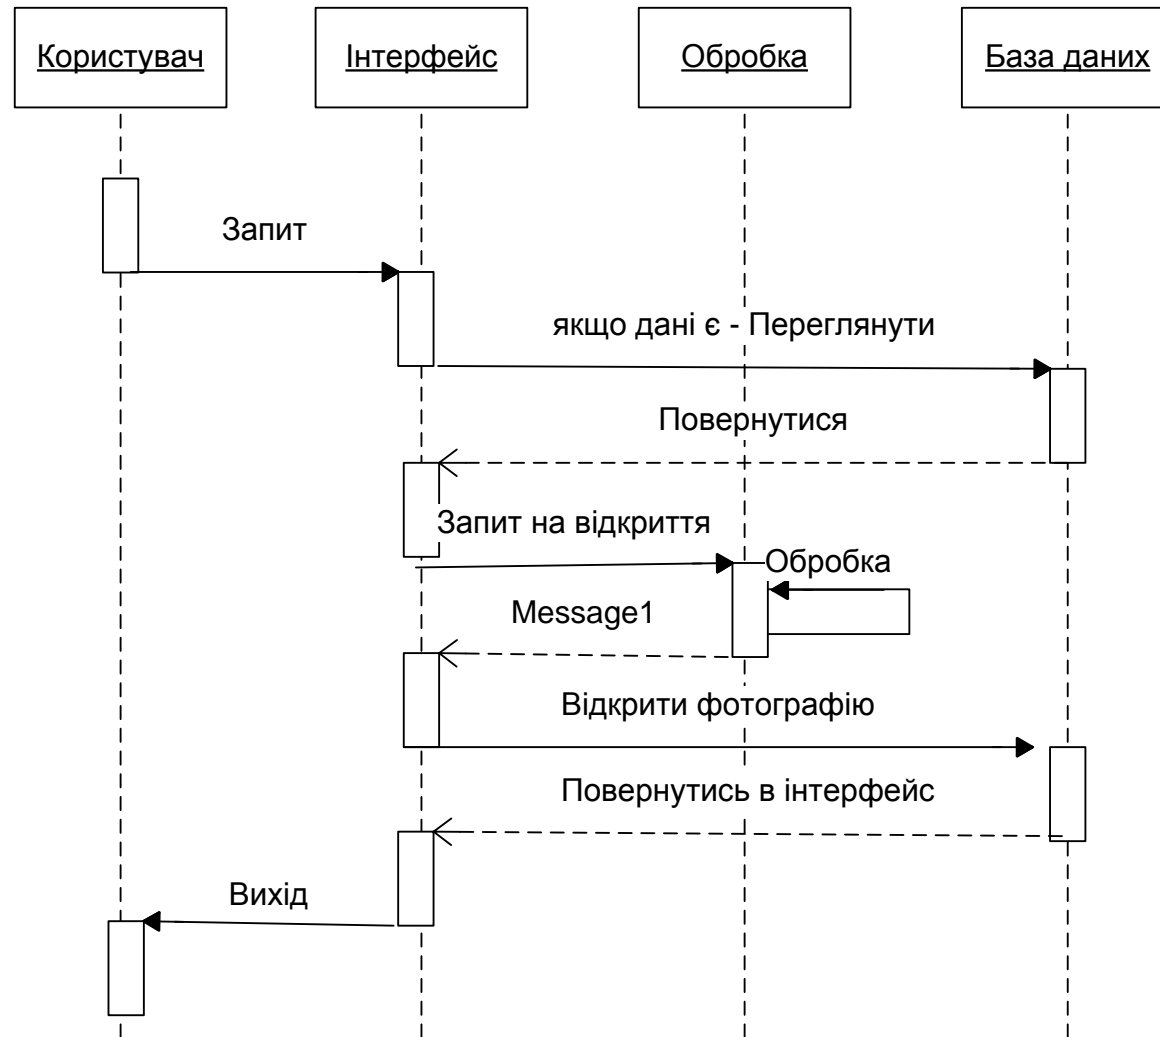 Користувач
Інтерфейс
Обробка
База даних
Запит
якщо дані є - Переглянути
Повернутися
Запит на відкриття
Обробка
Message1
Відкрити фотографію
Повернутись в інтерфейс
Вихід